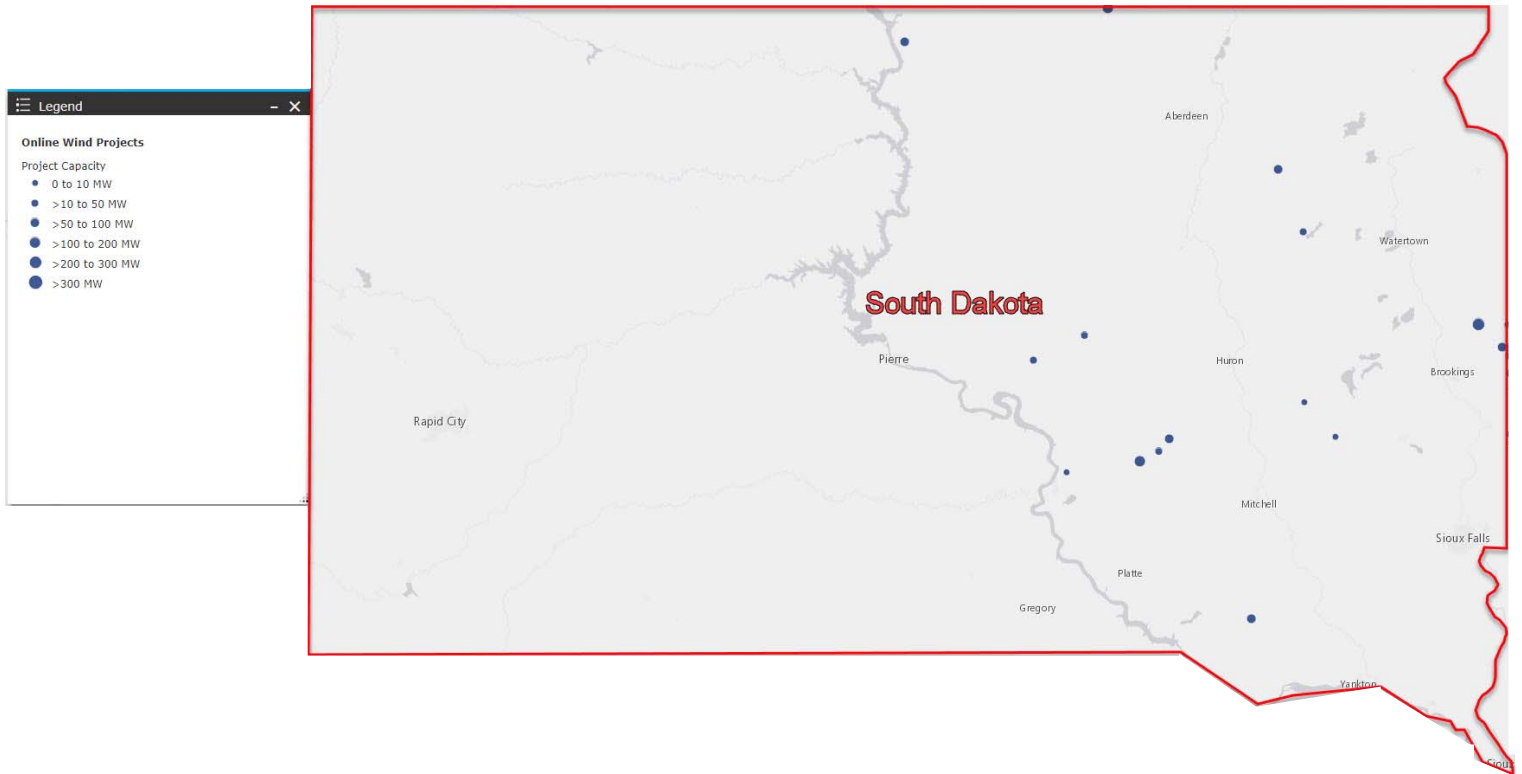 Legend
Online Wind Projects
Project Capacity
0 to 10 MW
>10 to 50 MW
>50 to 100 MW
>100 to 200 MW
>200 to 300 MW
>300 MW
Aberdeen
Watertown
South Dakota
Pierre
Huron
Brookings
Rapid City
Mitchell
Sioux Falls
Platte
Gregory
Yankton
Sioux